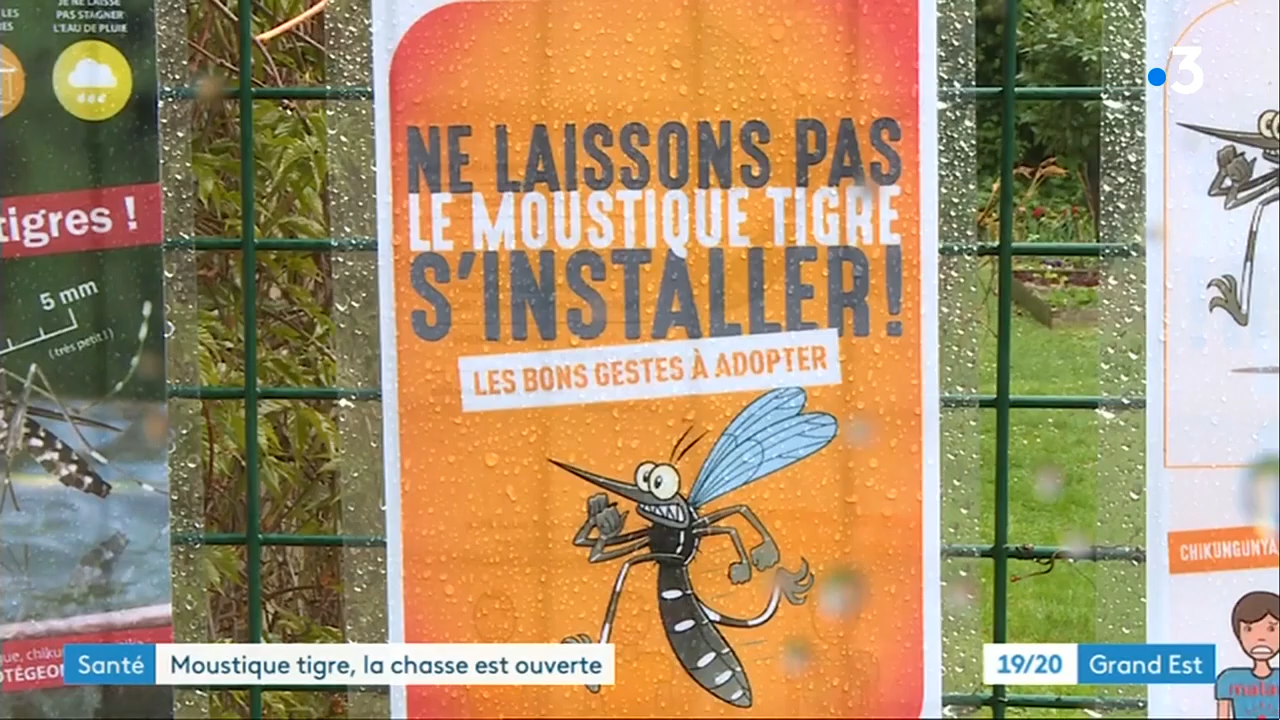 JE NE LAISSE
PAS STAGNER
L'EAU DE PLUIE
LES
tigres !
5 mm
(très petit !)
NE LAISSONS PAS
LE MOUSTIQUE TIGRE
S'INSTALLER !
LES BONS GESTES À ADOPTER
3
CHIKUNGUNYA
Santé
Moustique tigre, la chasse est ouverte
19/20
Grand Est